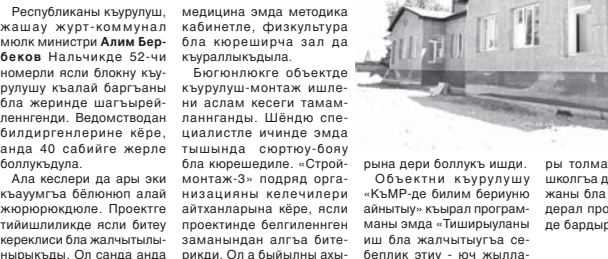 Республиканы къурулуш,
жашау журт-коммунал
мюлк министри Алим Бер-
беков Нальчикде 52-чи
номерли ясли блокну къу-
рулушу къалай баргъаны
бла жеринде шагъырей-
леннгенди. Ведомстводан
билдиргенлерине кёре,
анда 40 сабийге жерле
боллукъдула.
Ала кеслери да ары эки
къауумгъа бёлюнюп алай
жюрюрюкдюле. Проектге
тийишлиликде ясли битеу
кереклиси бла жалчытылы-
нырыкъды. Ол санда анда
медицина эмда методика
кабинетле, физкультура
бла кюреширча зал да
къураллыкъдыла.
Бюгюнлюкге объектде
къурулуш-монтаж ишле-
ни аслам кесеги тамам-
ланнганды. Шёндю спе-
циалистле ичинде эмда
тышында сюртюу-бояу
бла кюрешедиле. «Строй-
монтаж-3» подряд орга-
низацияны келечилери
айтханларына кёре, ясли
проектинде белгиленнген
заманындан алгъа бите-
рикди. Ол а быйылны ахы-
рына дери боллукъ ишди.
Объектни къурулушу
«КъМР-де билим бериуню
айнытыу» къырал програм-
маны эмда «Тиширыуланы
иш бла жалчытыугъа се-
беплик этиу - юч жылла-
ры толма
школгъа д
жаны бла
дерал про
де бардыр